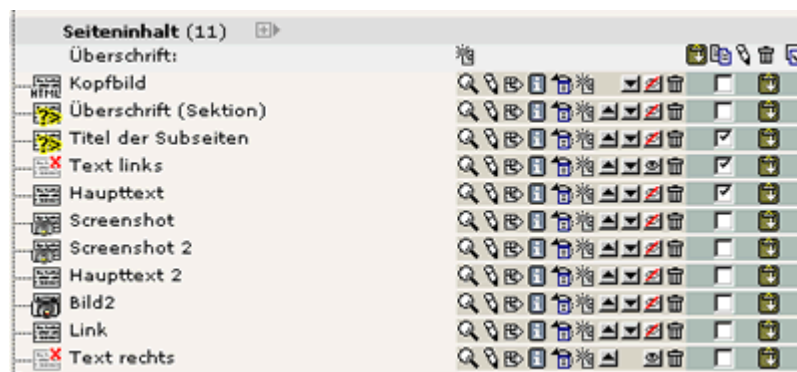 Seiteninhalt (11)
Überschrift:
HTML Kopfbild
Überschrift (Sektion)
Titel der Subseiten
Text links
Haupttext
Screenshot
Screenshot 2
Haupttext 2
Bild2
Link
Text rechts